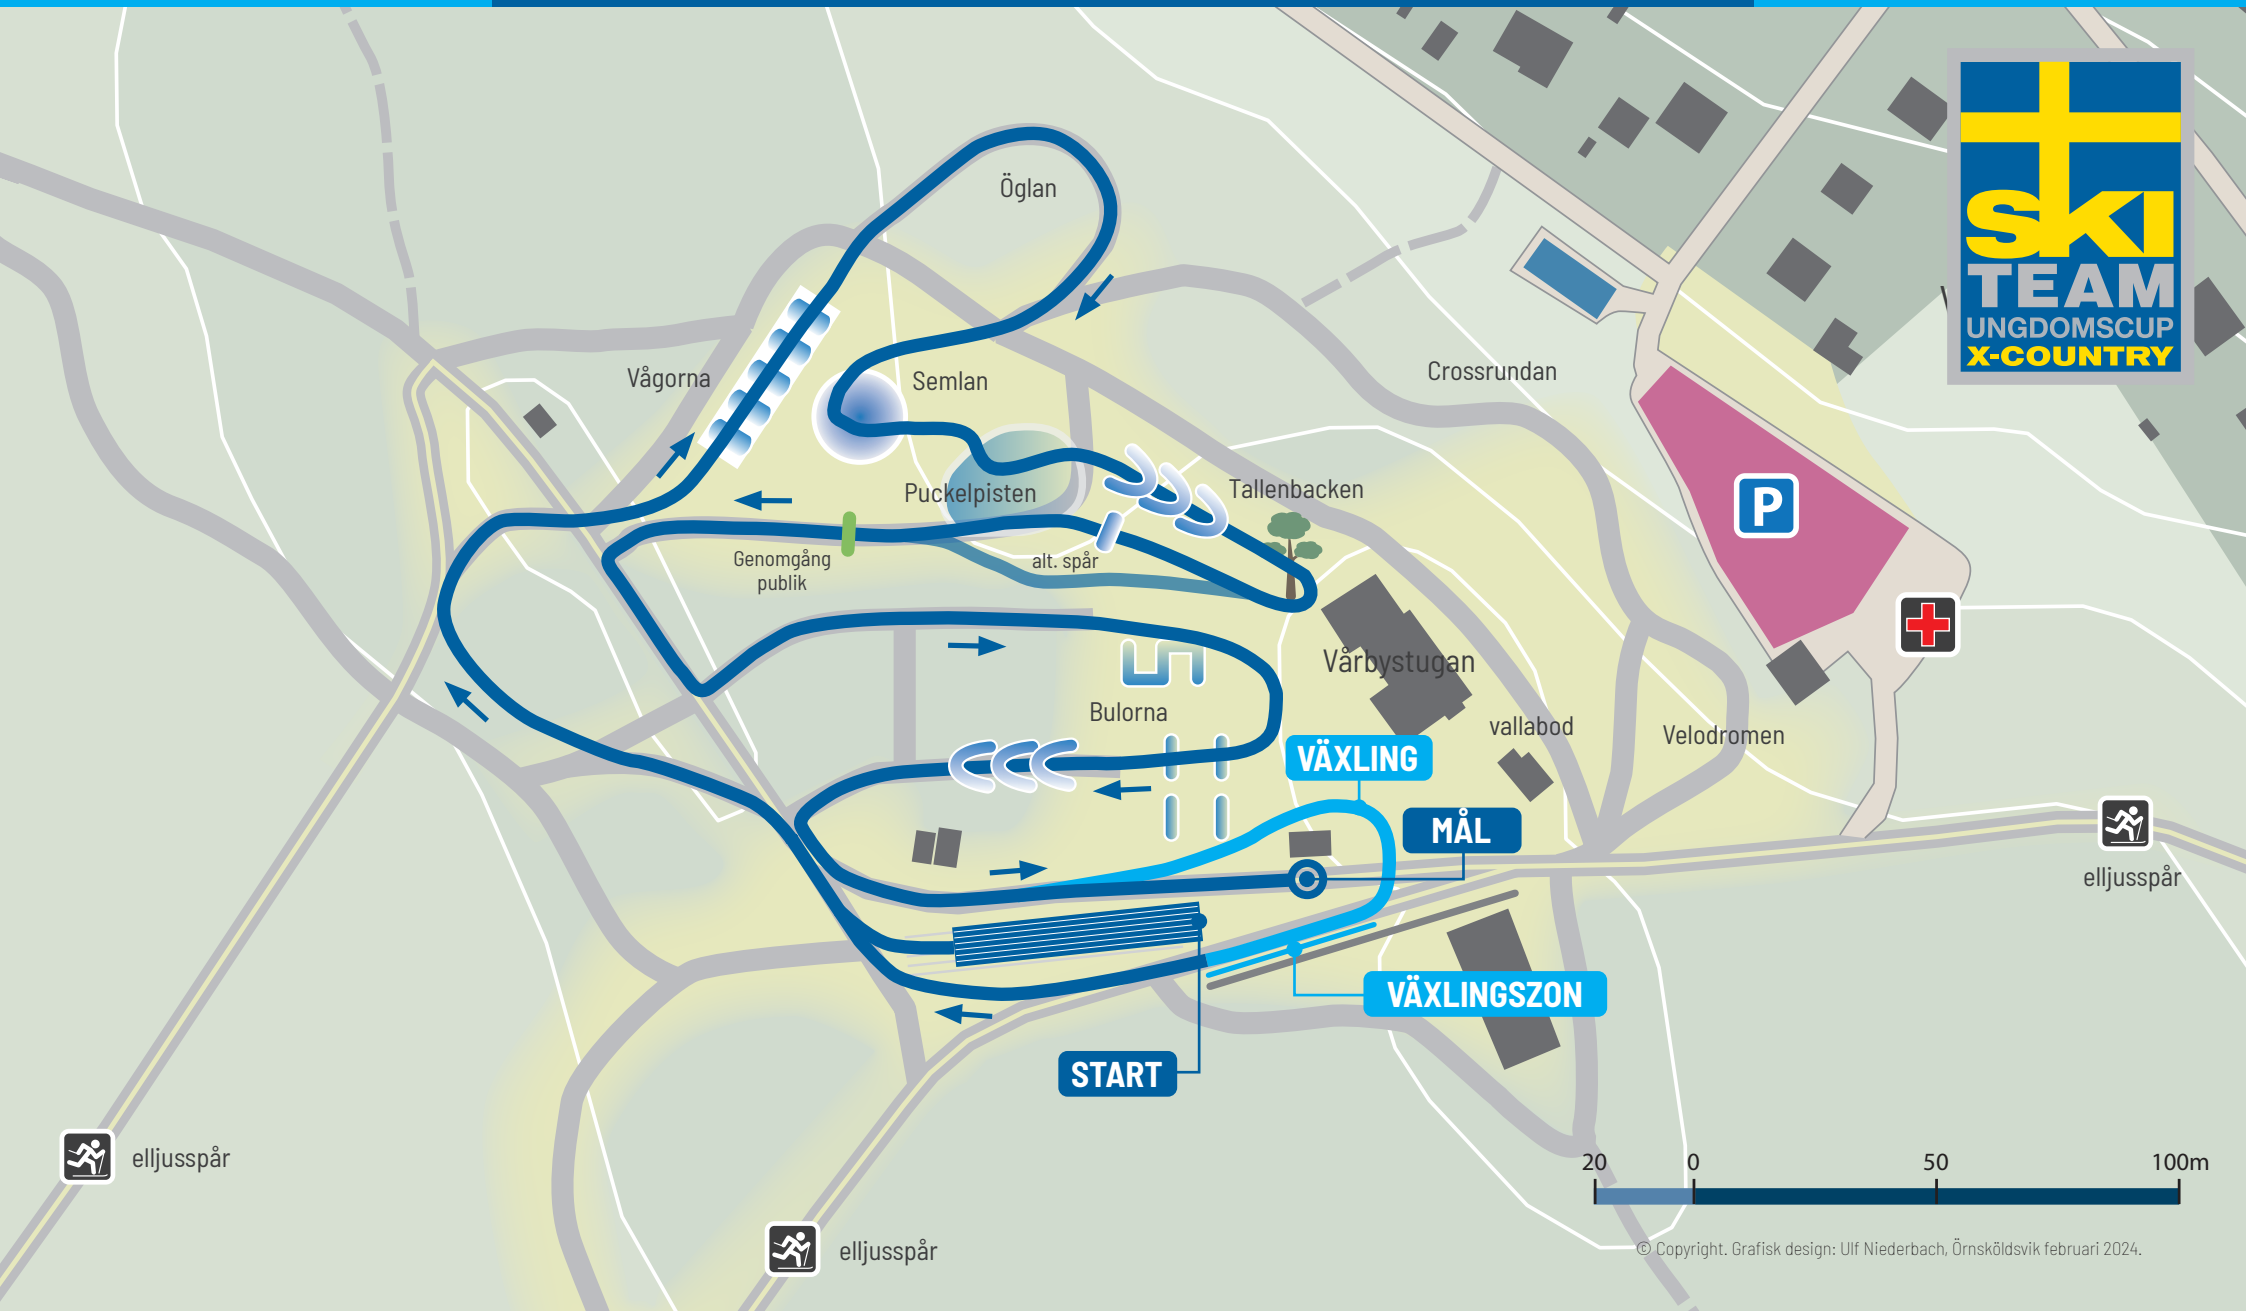 Öglan
SKI
TEAM
UNGDOMSCUP
X-COUNTRY
Vågorna
Semlan
Crossrundan
Puckelpisten
Tallenbacken
P
Genomgång
publik
alt. spår
Vårbystugan
Bulorna
vallabod
Velodromen
VÄXLING
MÅL
elljusspår
VÄXLINGSZON
START
elljusspår
elljusspår
20 0 50 100m
© Copyright. Grafisk design: Ulf Niederbach, Örnsköldsvik februari 2024.